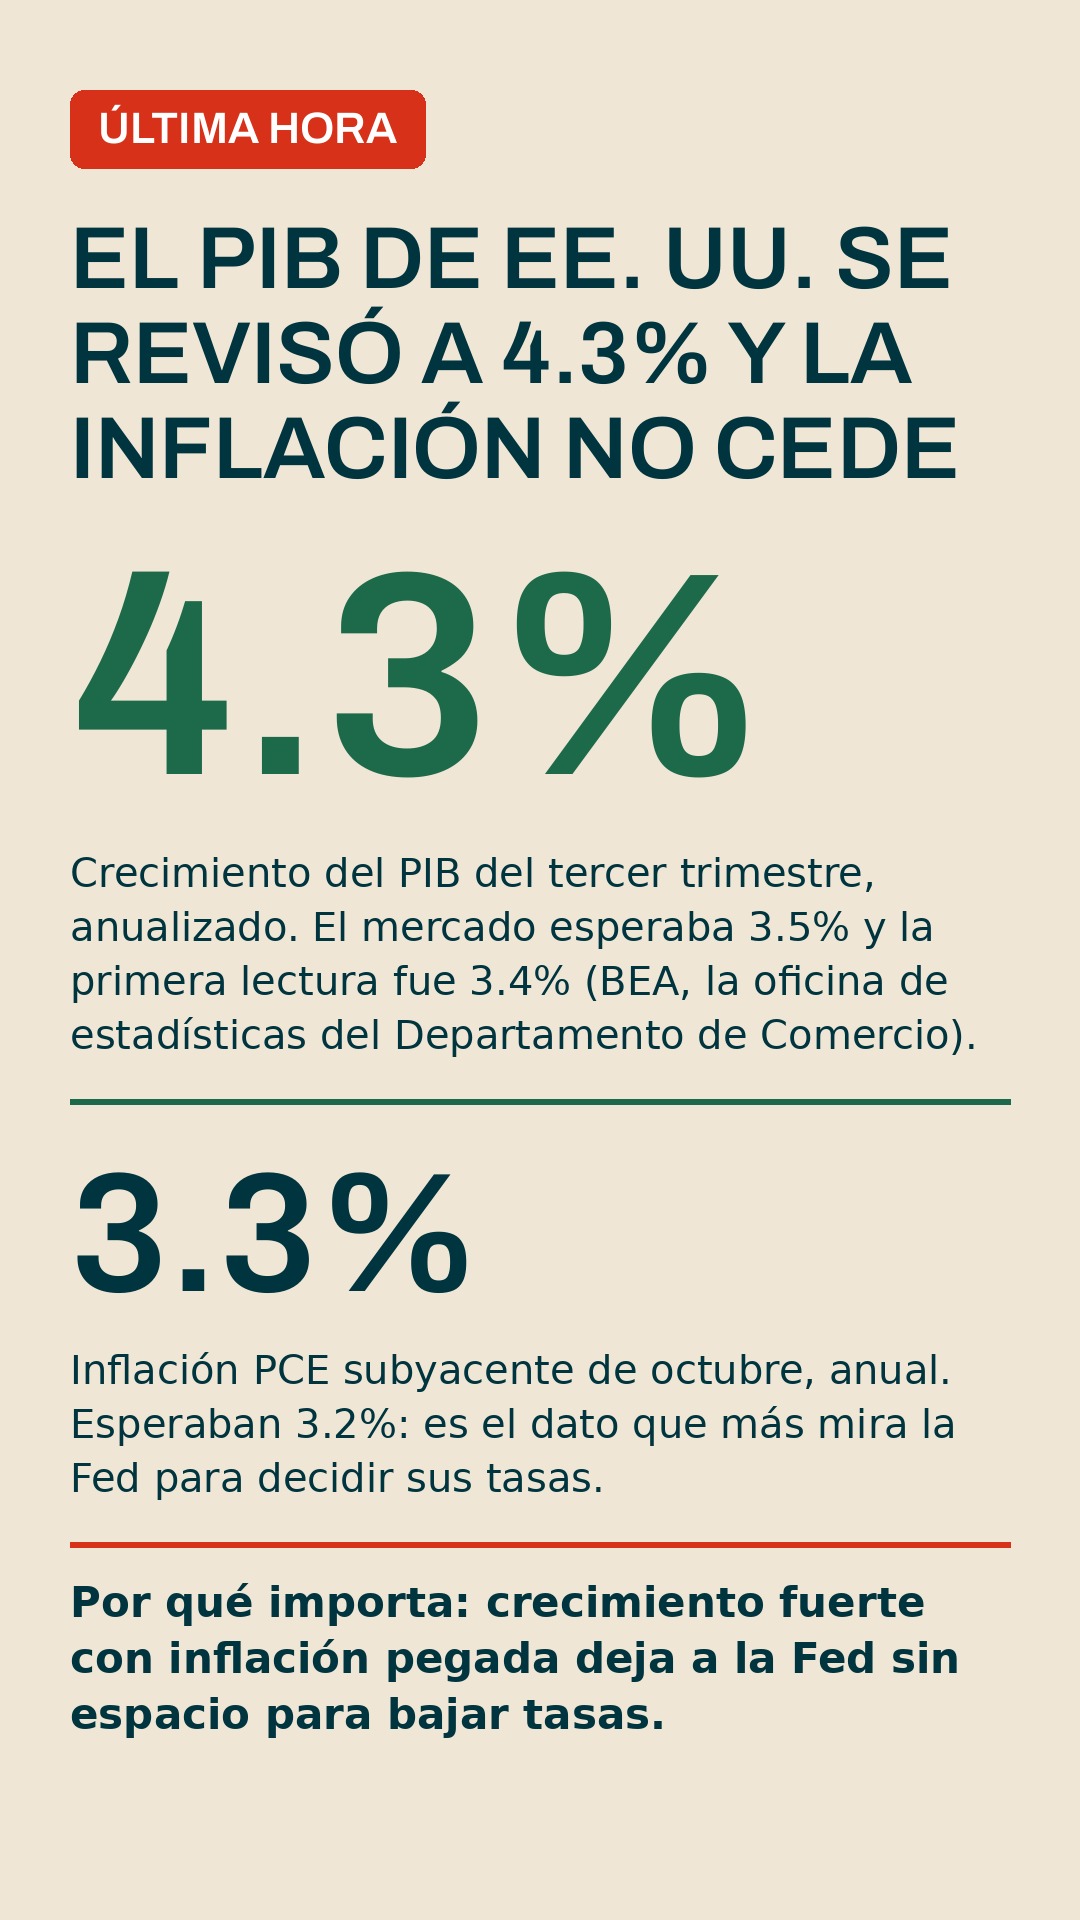 ÚLTIMA HORA
EL PIB DE EE. UU. SE
REVISÓ A 4.3% Y LA
INFLACIÓN NO CEDE
4.3%
Crecimiento del PIB del tercer trimestre,
anualizado. El mercado esperaba 3.5% y la
primera lectura fue 3.4% (BEA, la oficina de
estadísticas del Departamento de Comercio).
3.3%
Inflación PCE subyacente de octubre, anual.
Esperaban 3.2%: es el dato que más mira la
Fed para decidir sus tasas.
Por qué importa: crecimiento fuerte
con inflación pegada deja a la Fed sin
espacio para bajar tasas.